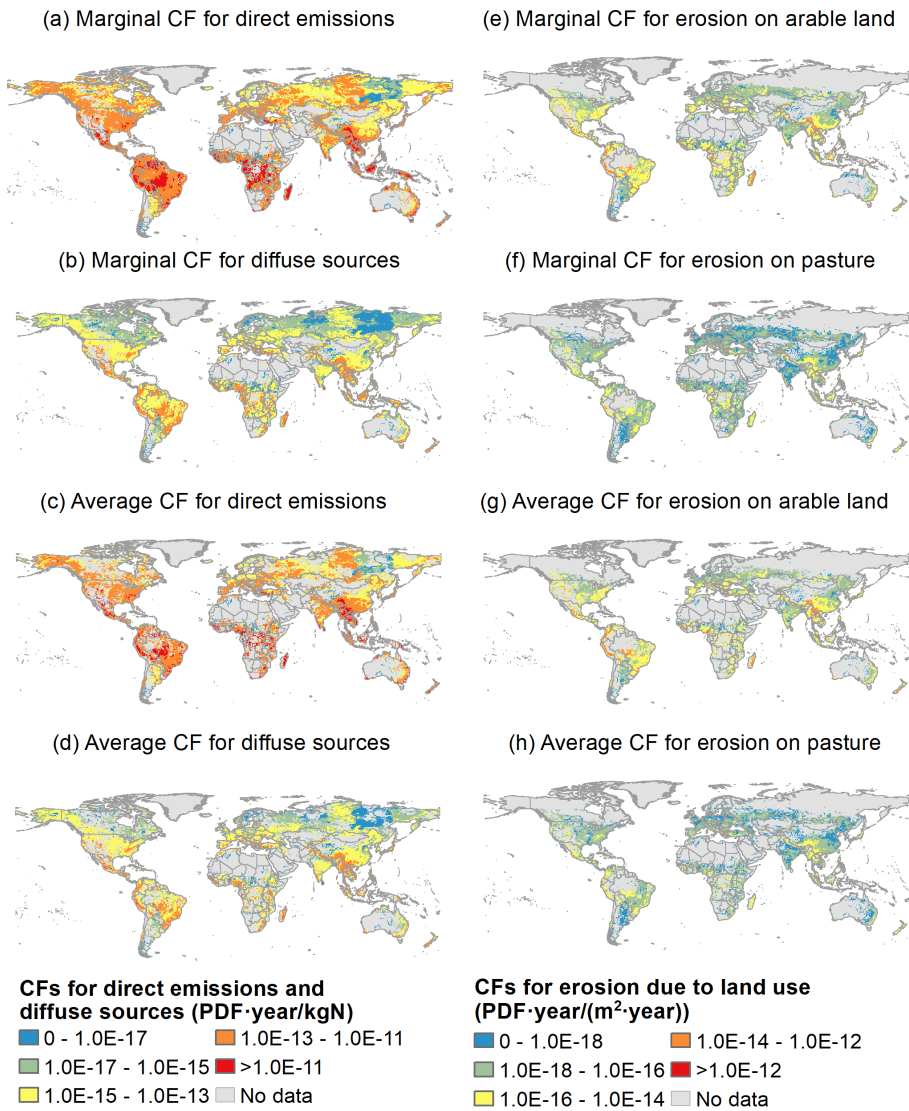 (a) Marginal CF for direct emissions
(e) Marginal CF for erosion on arable land
(b) Marginal CF for diffuse sources
(f) Marginal CF for erosion on pasture
(c) Average CF for direct emissions
(g) Average CF for erosion on arable land
(d) Average CF for diffuse sources
(h) Average CF for erosion on pasture
CFs for direct emissions and
diffuse sources (PDF·year/kgN)
0 - 1.0E-17
1.0E-13 - 1.0E-11
1.0E-17 - 1.0E-15
>1.0E-11
1.0E-15 - 1.0E-13
No data
CFs for erosion due to land use
(PDF·year/(m²·year))
0 - 1.0E-18
1.0E-14 - 1.0E-12
1.0E-18 - 1.0E-16
>1.0E-12
1.0E-16 - 1.0E-14
No data